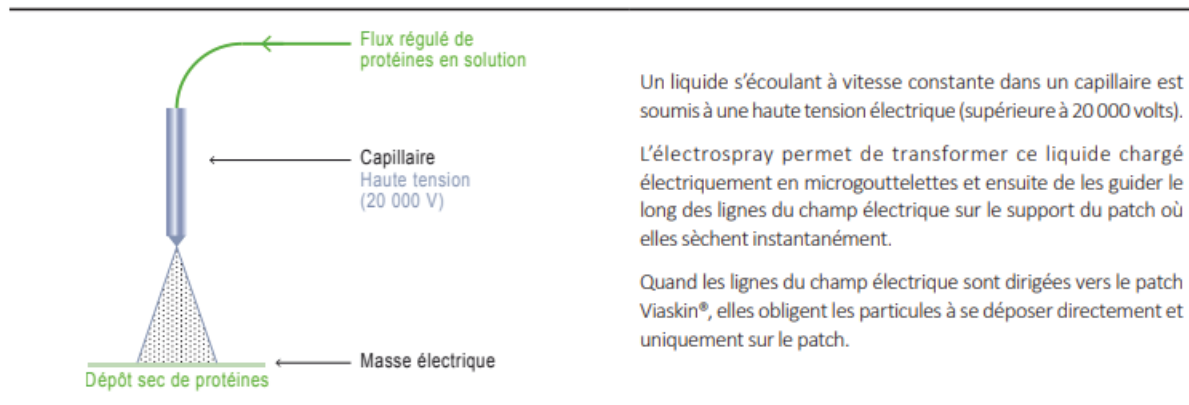 Flux régulé de
protéines en solution
Capillaire
Haute tension
(20 000 V)
Masse électrique
Dépôt sec de protéines
Un liquide s’écoulant à vitesse constante dans un capillaire est
soumis à une haute tension électrique (supérieure à 20 000 volts).
L’électrospray permet de transformer ce liquide chargé
électriquement en microgouttelettes et ensuite de les guider le
long des lignes du champ électrique sur le support du patch où
elles sèchent instantanément.
Quand les lignes du champ électrique sont dirigées vers le patch
Viaskin®, elles obligent les particules à se déposer directement et
uniquement sur le patch.